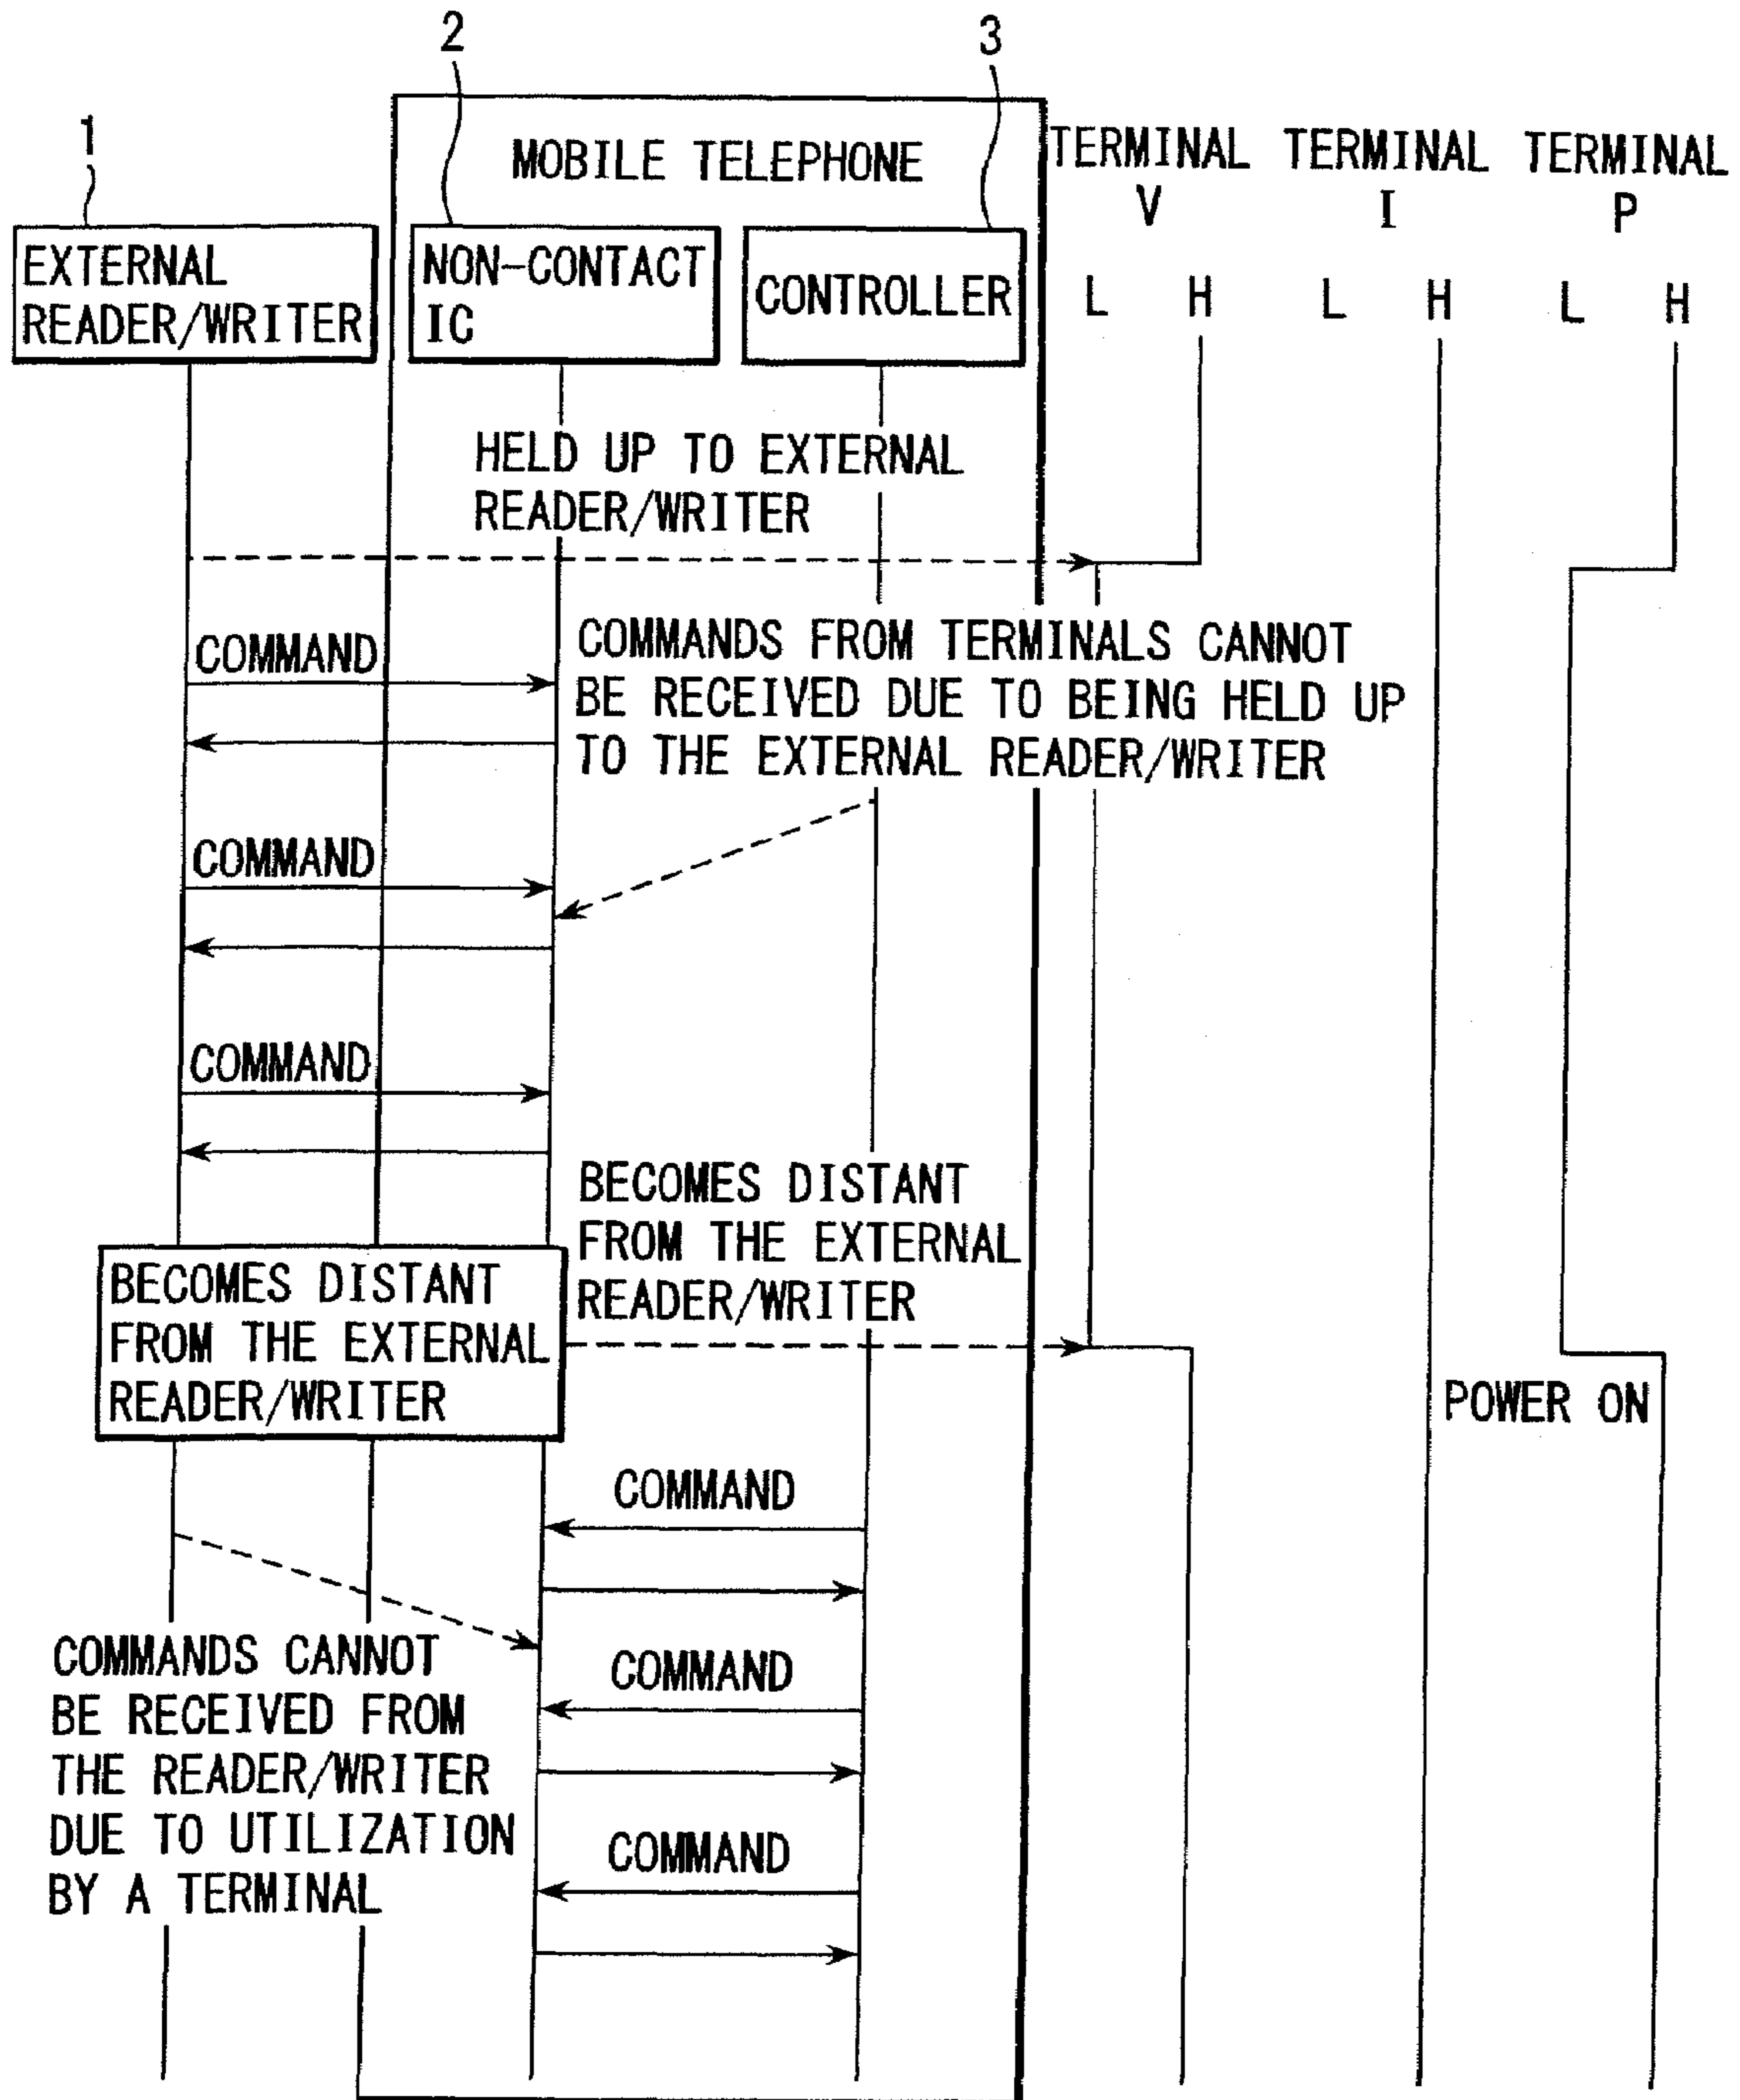 2
3
1
MOBILE TELEPHONE
TERMINAL
V
TERMINAL
I
TERMINAL
P
EXTERNAL
READER/WRITER
NON-CONTACT
IC
CONTROLLER
L
H
L
H
L
H
HELD UP TO EXTERNAL
READER/WRITER
COMMAND
COMMANDS FROM TERMINALS CANNOT
BE RECEIVED DUE TO BEING HELD UP
TO THE EXTERNAL READER/WRITER
COMMAND
COMMAND
BECOMES DISTANT
FROM THE EXTERNAL
READER/WRITER
BECOMES DISTANT
FROM THE EXTERNAL
READER/WRITER
POWER ON
COMMAND
COMMANDS CANNOT
BE RECEIVED FROM
THE READER/WRITER
DUE TO UTILIZATION
BY A TERMINAL
COMMAND
COMMAND